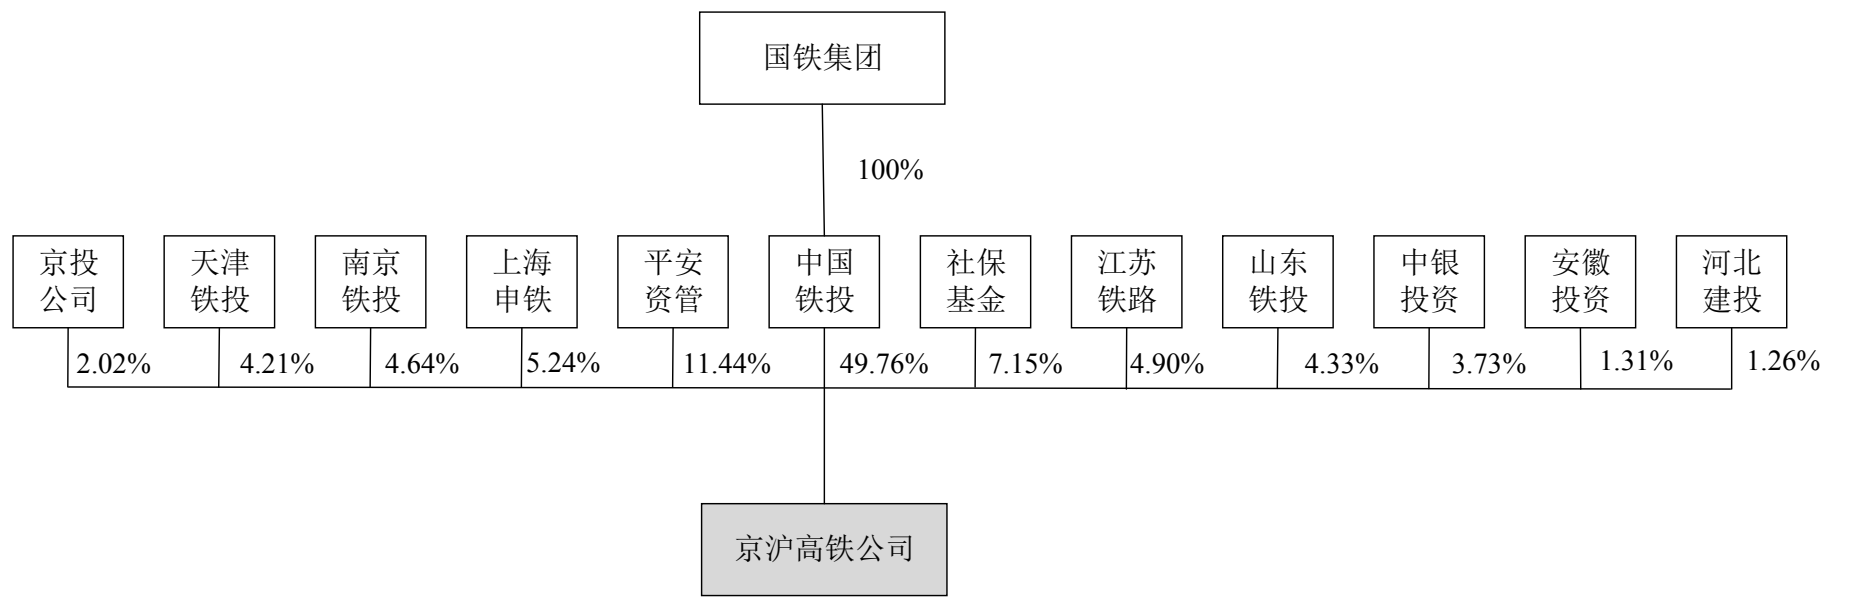 国铁集团
100%
京投
公司
天津
铁投
南京
铁投
上海
申铁
平安
资管
中国
铁投
社保
基金
江苏
铁路
山东
铁投
中银
投资
安徽
投资
河北
建投
2.02%
4.21%
4.64%
5.24%
11.44%
49.76%
7.15%
4.90%
4.33%
3.73%
1.31%
1.26%
京沪高铁公司